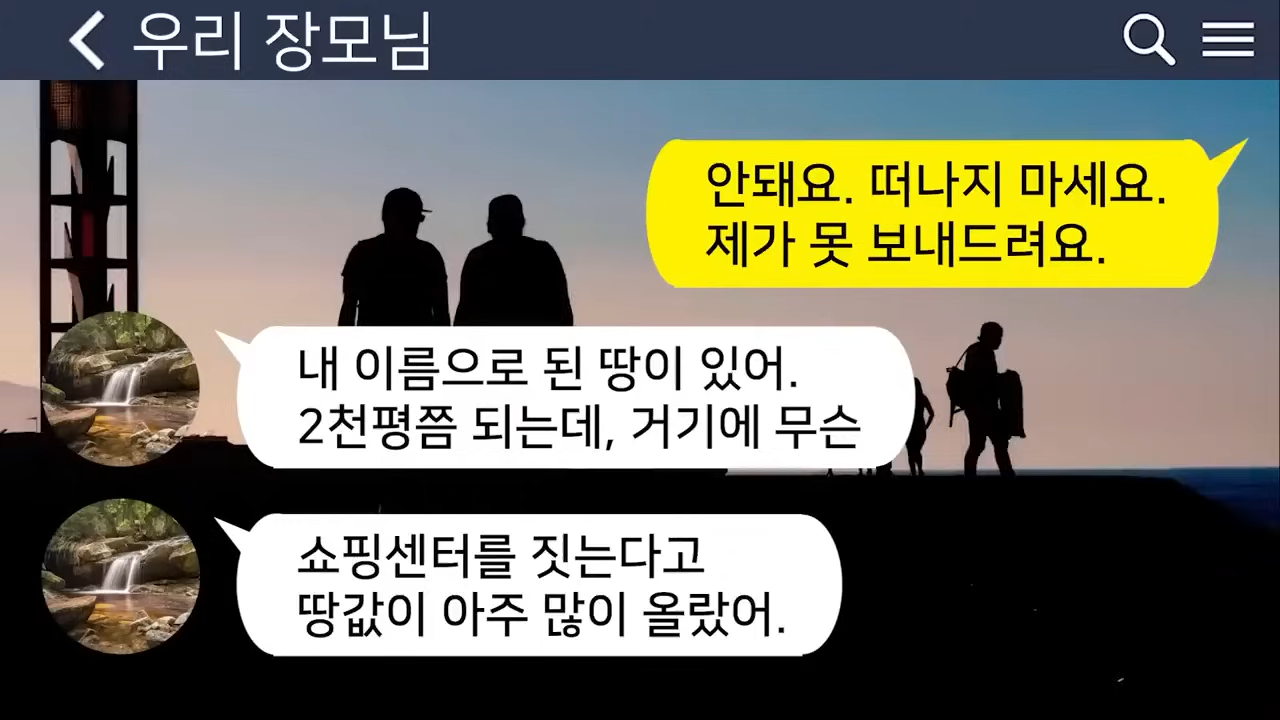 우리 장모님
안돼요. 떠나지 마세요.
제가 못 보내드려요.
내 이름으로 된 땅이 있어.
2천평쯤 되는데, 거기에 무슨
쇼핑센터를 짓는다고
땅값이 아주 많이 올랐어.